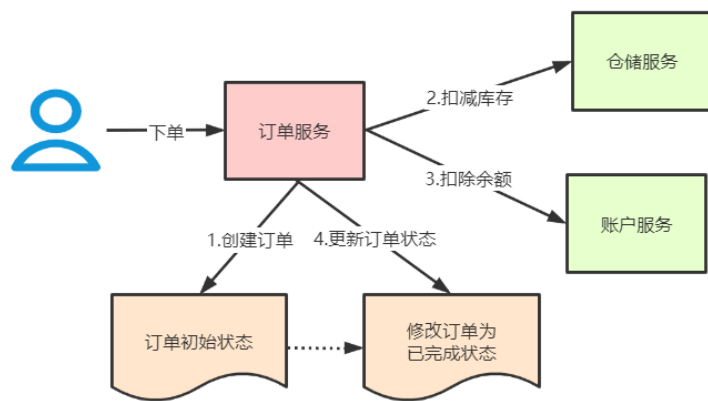 仓储服务
2.扣减库存
下单
订单服务
3.扣除余额
账户服务
1.创建订单
4.更新订单状态
订单初始状态
修改订单为
已完成状态